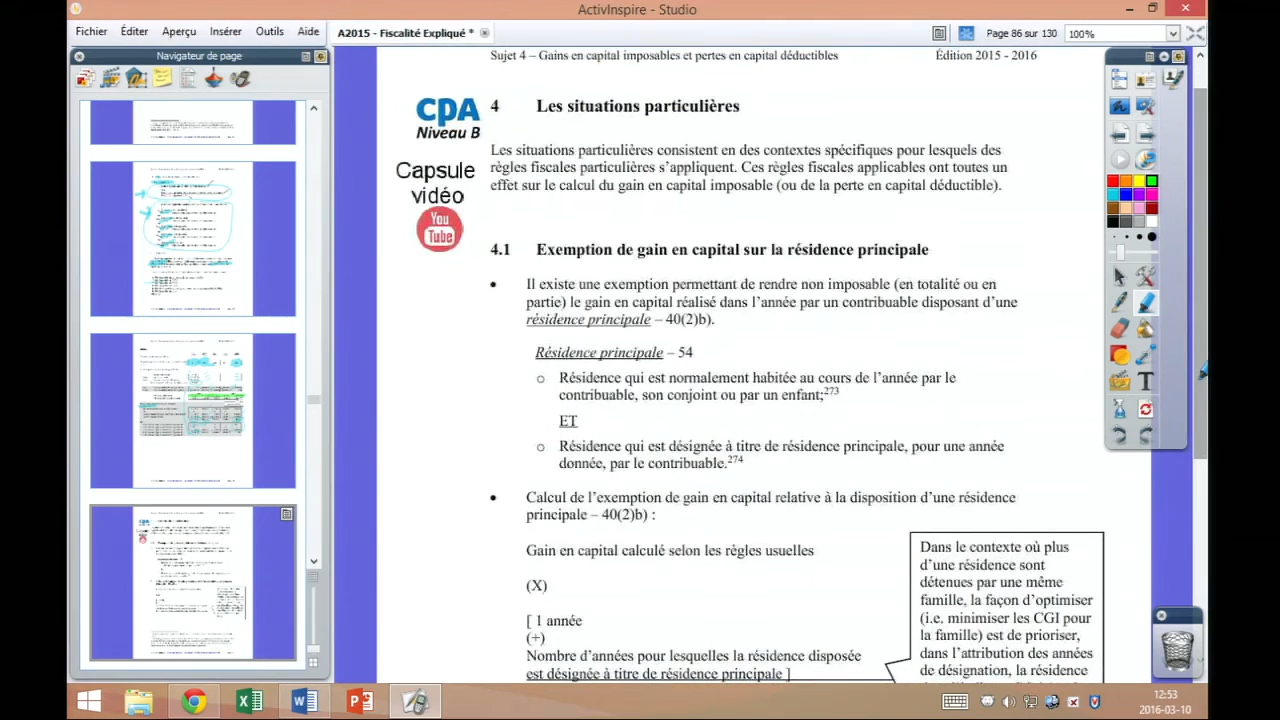 ActivInspire - Studio
Fichier Éditer Aperçu Insérer Outils Aide
A2015 - Fiscalité Expliqué *
Page 86 sur 130
100%
Navigateur de page
Sujet 4 – Gains en capital imposables et pertes en capital déductibles
Édition 2015 - 2016
CPA
Niveau B
Capsule
vidéo
You
Tube
4 Les situations particulières
Les situations particulières consistent en des contextes spécifiques pour lesquels des
règles fiscales particulières s’appliquent. Ces règles fiscales applicables ont toutes un
effet sur le calcul du gain en capital imposable (ou de la perte en capital déductible).
4.1 Exemption de gain en capital sur la résidence principale
• Il existe une exemption permettant de rendre non imposable (en totalité ou en
partie) le gain en capital réalisé dans l’année par un contribuable disposant d’une
résidence principale – 40(2)b).
Résidence principale – 54
o Résidence qui est normalement habitée au cours de l’année par le
contribuable, son conjoint ou par un enfant;273
ET
o Résidence qui est désignée à titre de résidence principale, pour une année
donnée, par le contribuable.274
• Calcul de l’exemption de gain en capital relative à la disposition d’une résidence
principale – 40(2)b) :
Gain en capital calculé selon les règles usuelles
(X)
[ 1 année
(+)
Nombre d’années pour lesquelles la résidence disposée
est désignée à titre de résidence principale ]
Dans le contexte où plus
d’une résidence sont
détenues par une même
famille, la façon d’optimiser
(i.e. minimiser les CGI pour
la famille) est de maximiser,
dans l’attribution des années
de désignation, la résidence
12:53
2016-03-10